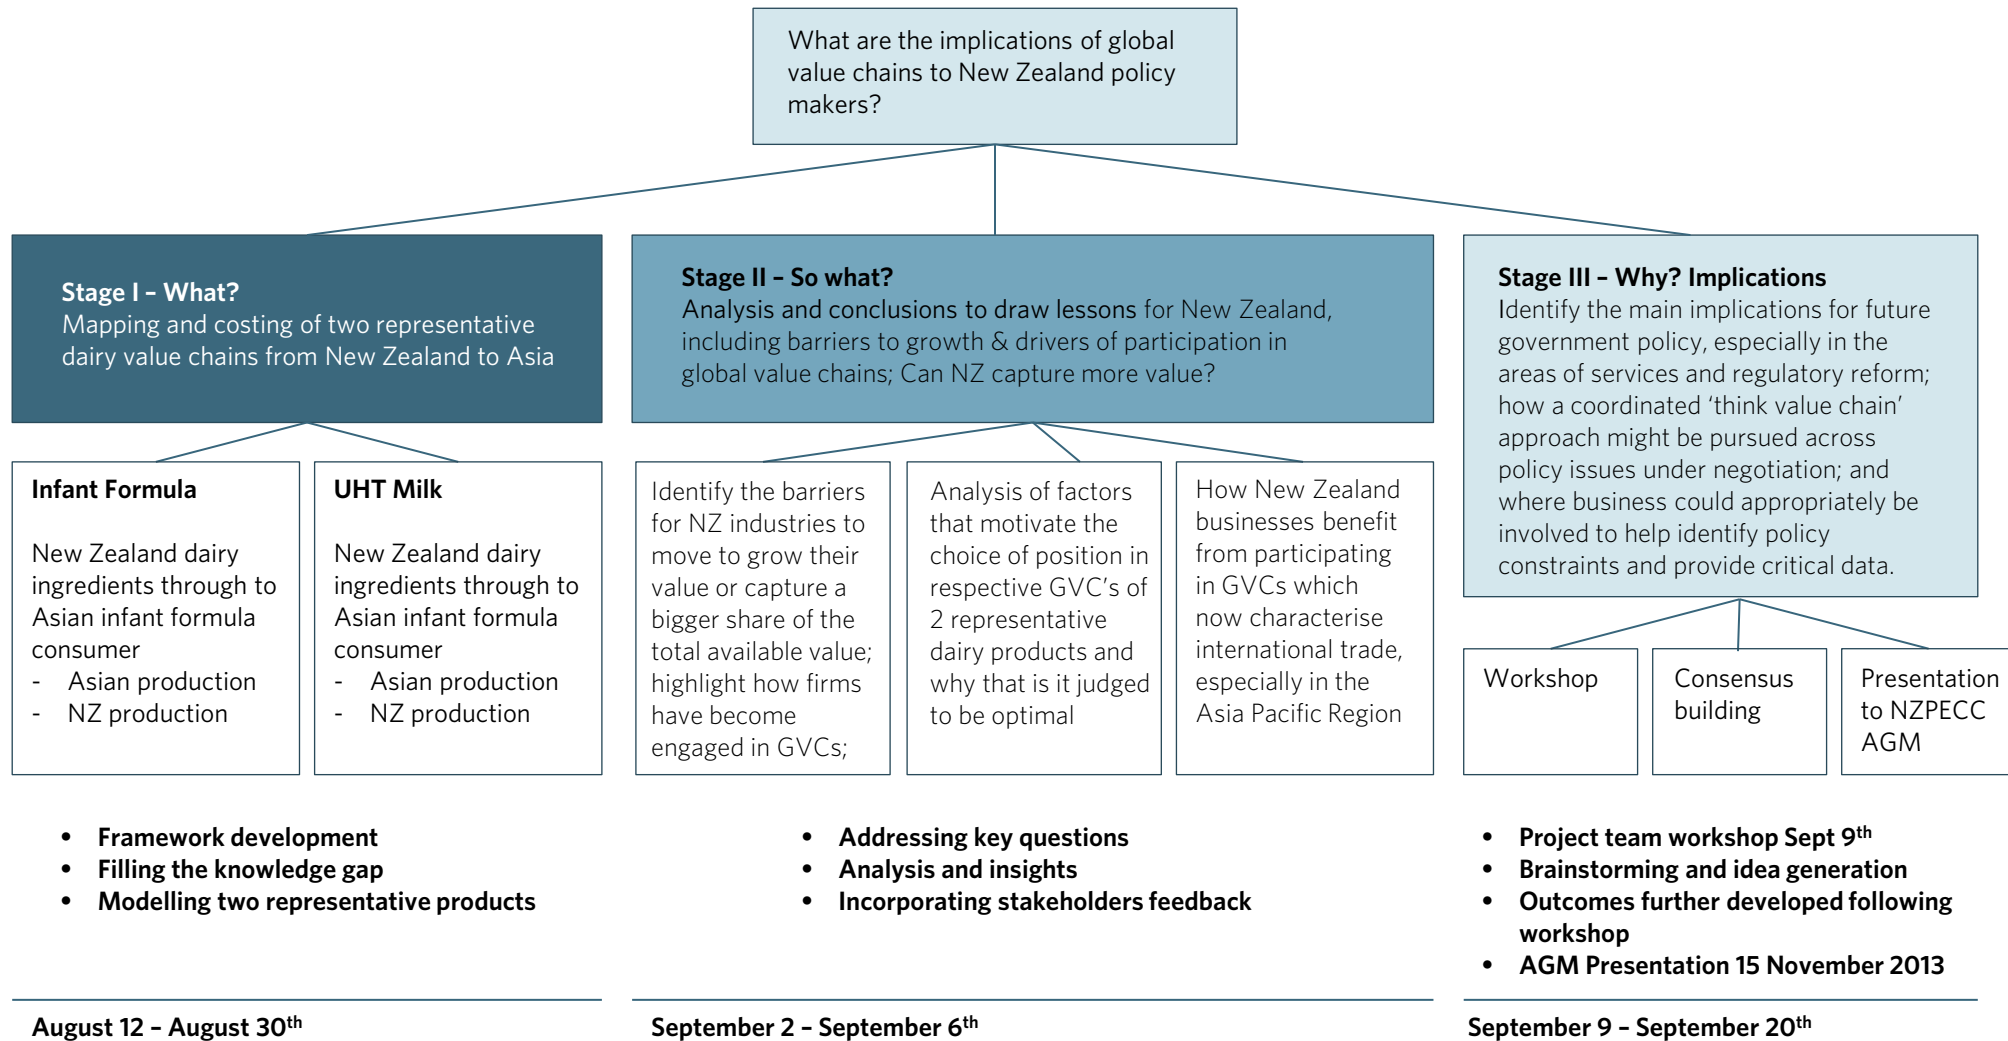 What are the implications of global
value chains to New Zealand policy
makers?
Stage I – What?
Mapping and costing of two representative
dairy value chains from New Zealand to Asia
Stage II – So what?
Analysis and conclusions to draw lessons for New Zealand,
including barriers to growth & drivers of participation in
global value chains; Can NZ capture more value?
Stage III – Why? Implications
Identify the main implications for future
government policy, especially in the
areas of services and regulatory reform;
how a coordinated ‘think value chain’
approach might be pursued across
policy issues under negotiation; and
where business could appropriately be
involved to help identify policy
constraints and provide critical data.
Infant Formula
New Zealand dairy
ingredients through to
Asian infant formula
consumer
- Asian production
- NZ production
UHT Milk
New Zealand dairy
ingredients through to
Asian infant formula
consumer
- Asian production
- NZ production
Identify the barriers
for NZ industries to
move to grow their
value or capture a
bigger share of the
total available value;
highlight how firms
have become
engaged in GVCs;
Analysis of factors
that motivate the
choice of position in
respective GVC’s of
2 representative
dairy products and
why that is it judged
to be optimal
How New Zealand
businesses benefit
from participating
in GVCs which
now characterise
international trade,
especially in the
Asia Pacific Region
Workshop
Consensus
building
Presentation
to NZPECC
AGM
• Framework development
• Filling the knowledge gap
• Modelling two representative products
• Addressing key questions
• Analysis and insights
• Incorporating stakeholders feedback
• Project team workshop Sept 9th
• Brainstorming and idea generation
• Outcomes further developed following
workshop
• AGM Presentation 15 November 2013
August 12 – August 30th
September 2 – September 6th
September 9 – September 20th